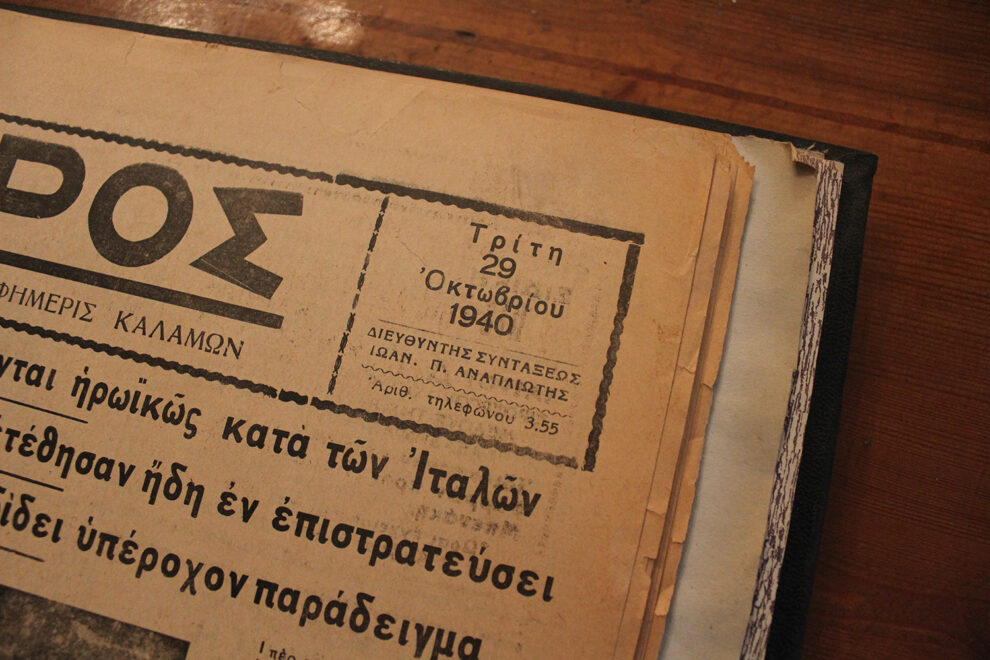 ΡΟΣ
ΦΗΜΕΡΙΣ ΚΑΛΑΜΩΝ
Τρίτη
29
Ὀκτωβρίου
1940
ΔΙΕΥΘΥΝΤΗΣ ΣΥΝΤΑΞΕΩΣ
ΙΩΑΝ. Π. ΑΝΑΠΛΙΩΤΗΣ
Ἀριθ. τηλεφώνου 3.55
νται ἡρωϊκῶς κατὰ τῶν Ἰταλῶν
ετέθησαν ἤδη ἐν ἐπιστρατεύσει
ίδει ὑπέροχον παράδειγμα